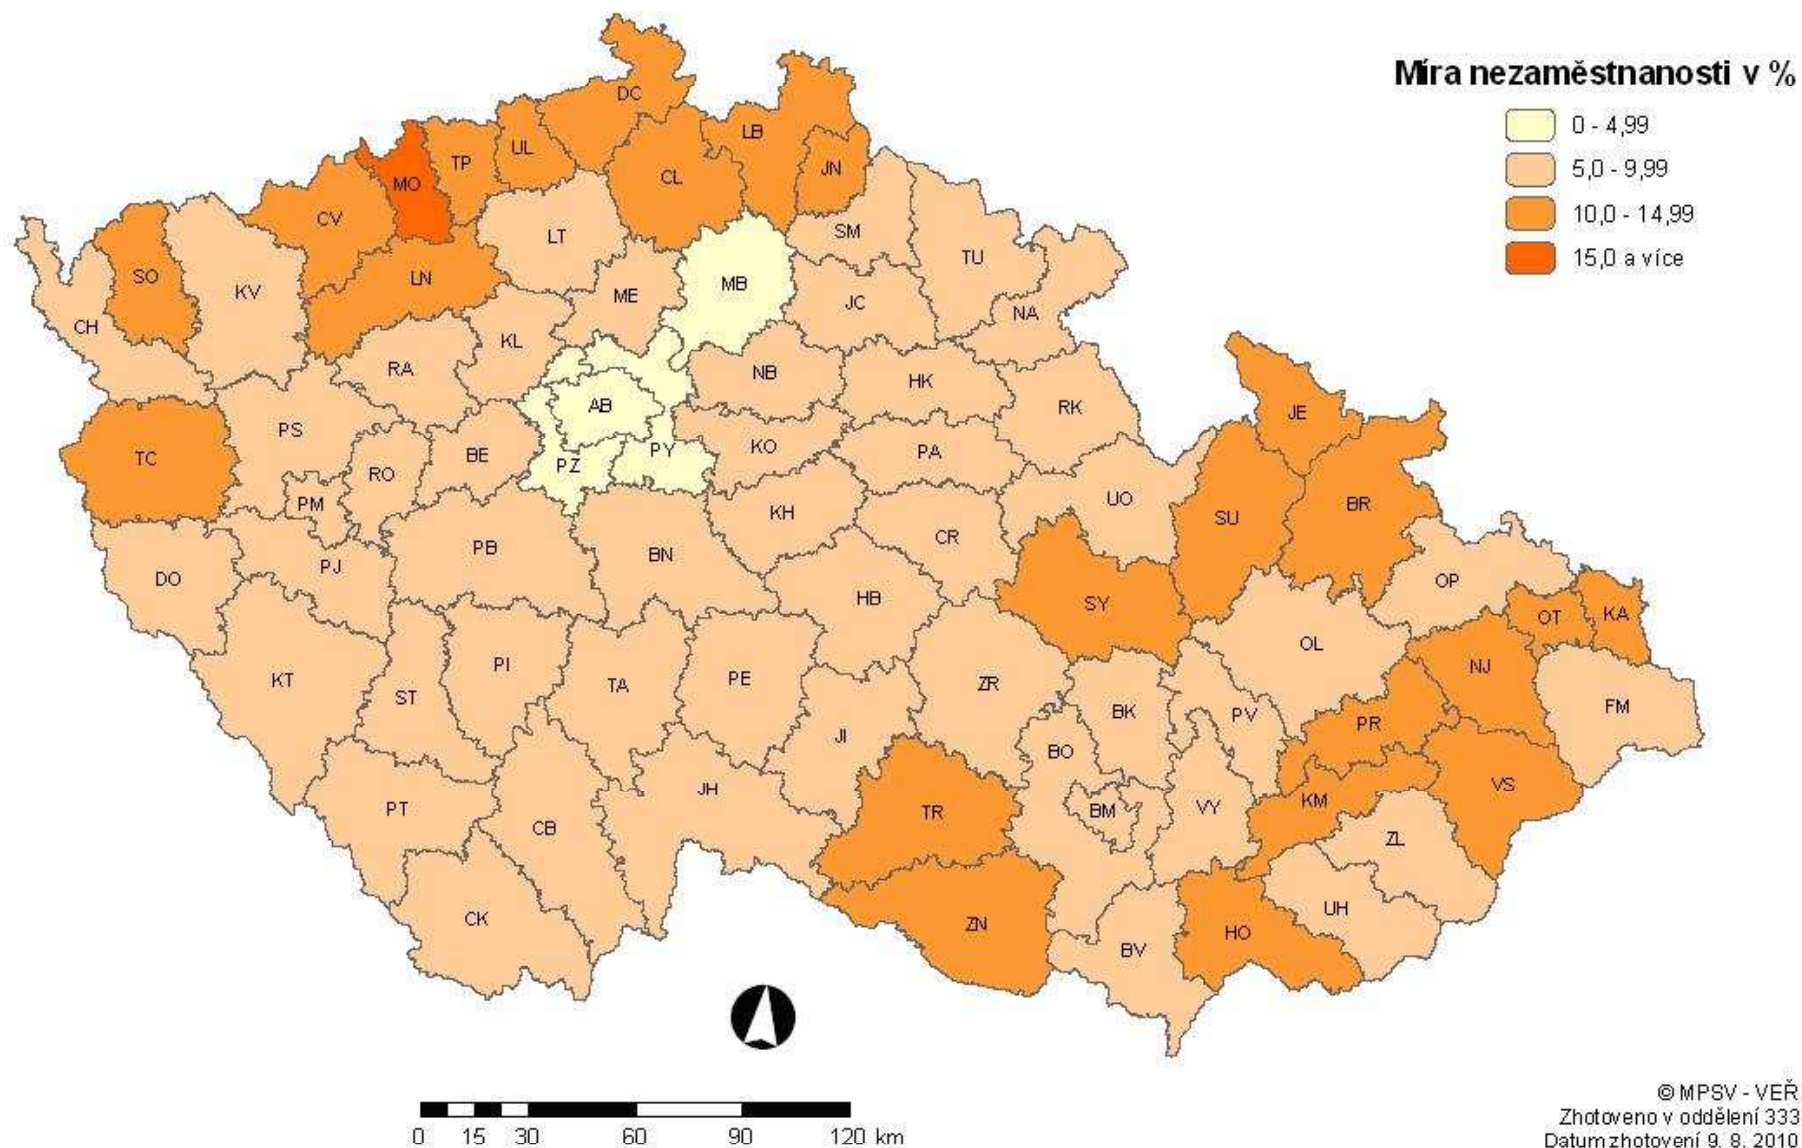 Míra nezaměstnanosti v %
0 - 4,99
5,0 - 9,99
10,0 - 14,99
15,0 a více
DC
LB
UL
TP
JN
CL
MO
CV
LT
SM
TU
SO
LN
KV
ME
MB
JC
NA
CH
KL
RA
NB
HK
AB
RK
JE
PS
KO
PA
BE
PY
TC
PZ
RO
UO
BR
PM
KH
SU
CR
PB
BN
PJ
DO
OP
HB
SY
OT
KA
OL
PI
NJ
KT
ST
TA
PE
ZR
FM
BK
PV
PR
JI
BO
VS
JH
KM
PT
TR
BM
VY
CB
ZL
UH
CK
ZN
HO
BV
0 15 30 60 90 120 km
© MPSV - VEŘ
Zhotoveno v oddělení 333
Datum zhotovení 9. 8. 2010